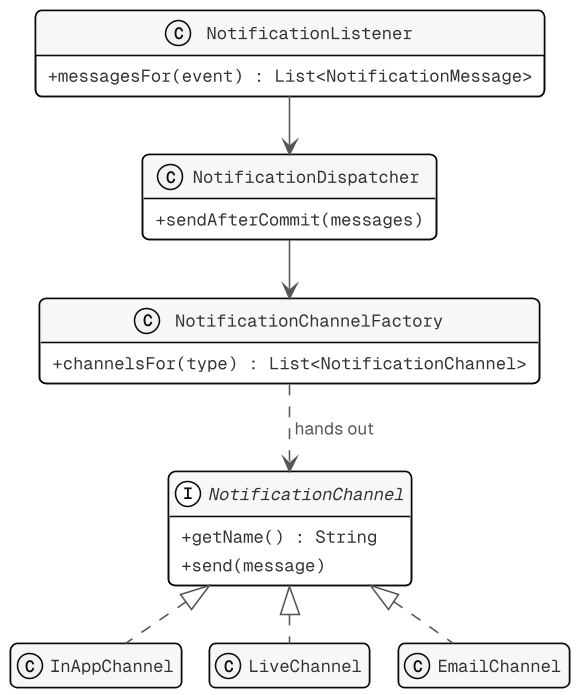 C NotificationListener
+messagesFor(event) : List<NotificationMessage>
C NotificationDispatcher
+sendAfterCommit(messages)
C NotificationChannelFactory
+channelsFor(type) : List<NotificationChannel>
hands out
I NotificationChannel
+getName() : String
+send(message)
C InAppChannel
C LiveChannel
C EmailChannel